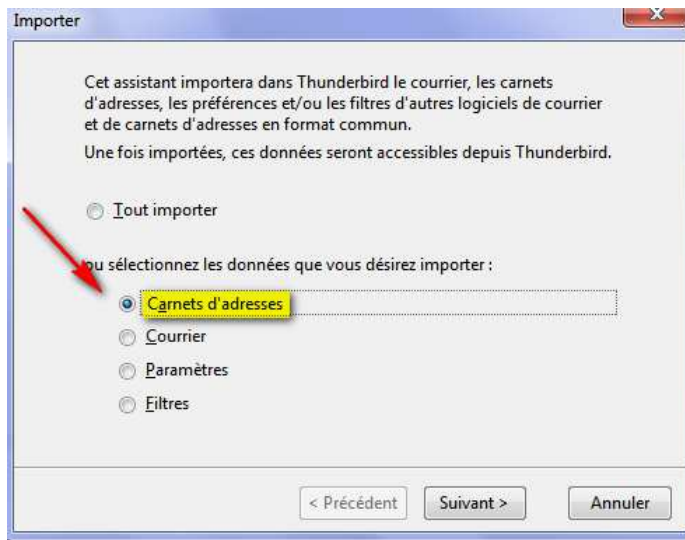 Importer
Cet assistant importera dans Thunderbird le courrier, les carnets
d'adresses, les préférences et/ou les filtres d'autres logiciels de courrier
et de carnets d'adresses en format commun.
Une fois importées, ces données seront accessibles depuis Thunderbird.
Tout importer
ou sélectionnez les données que vous désirez importer :
Carnets d'adresses
Courrier
Paramètres
Filtres
< Précédent Suivant > Annuler